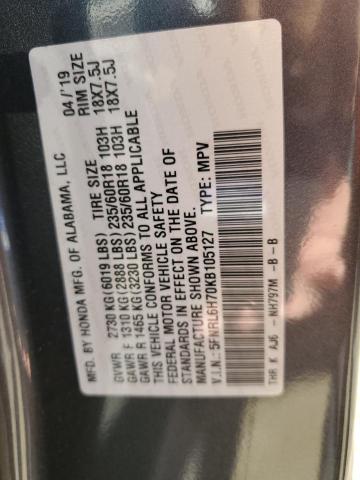 MFD. BY HONDA MFG. OF ALABAMA, LLC 04/'19
TIRE SIZE RIM SIZE
GVWR 2730 KG(6019 LBS)
GAWR F 1310 KG(2888 LBS) 235/60R18 103H 18X7.5J
GAWR R 1465 KG(3230 LBS) 235/60R18 103H 18X7.5J
THIS VEHICLE CONFORMS TO ALL APPLICABLE
FEDERAL MOTOR VEHICLE SAFETY
STANDARDS IN EFFECT ON THE DATE OF
MANUFACTURE SHOWN ABOVE.
V.I.N.: 5FNRL6H70KB105127 TYPE: MPV
THR K AJ6 - NH797M -B -B